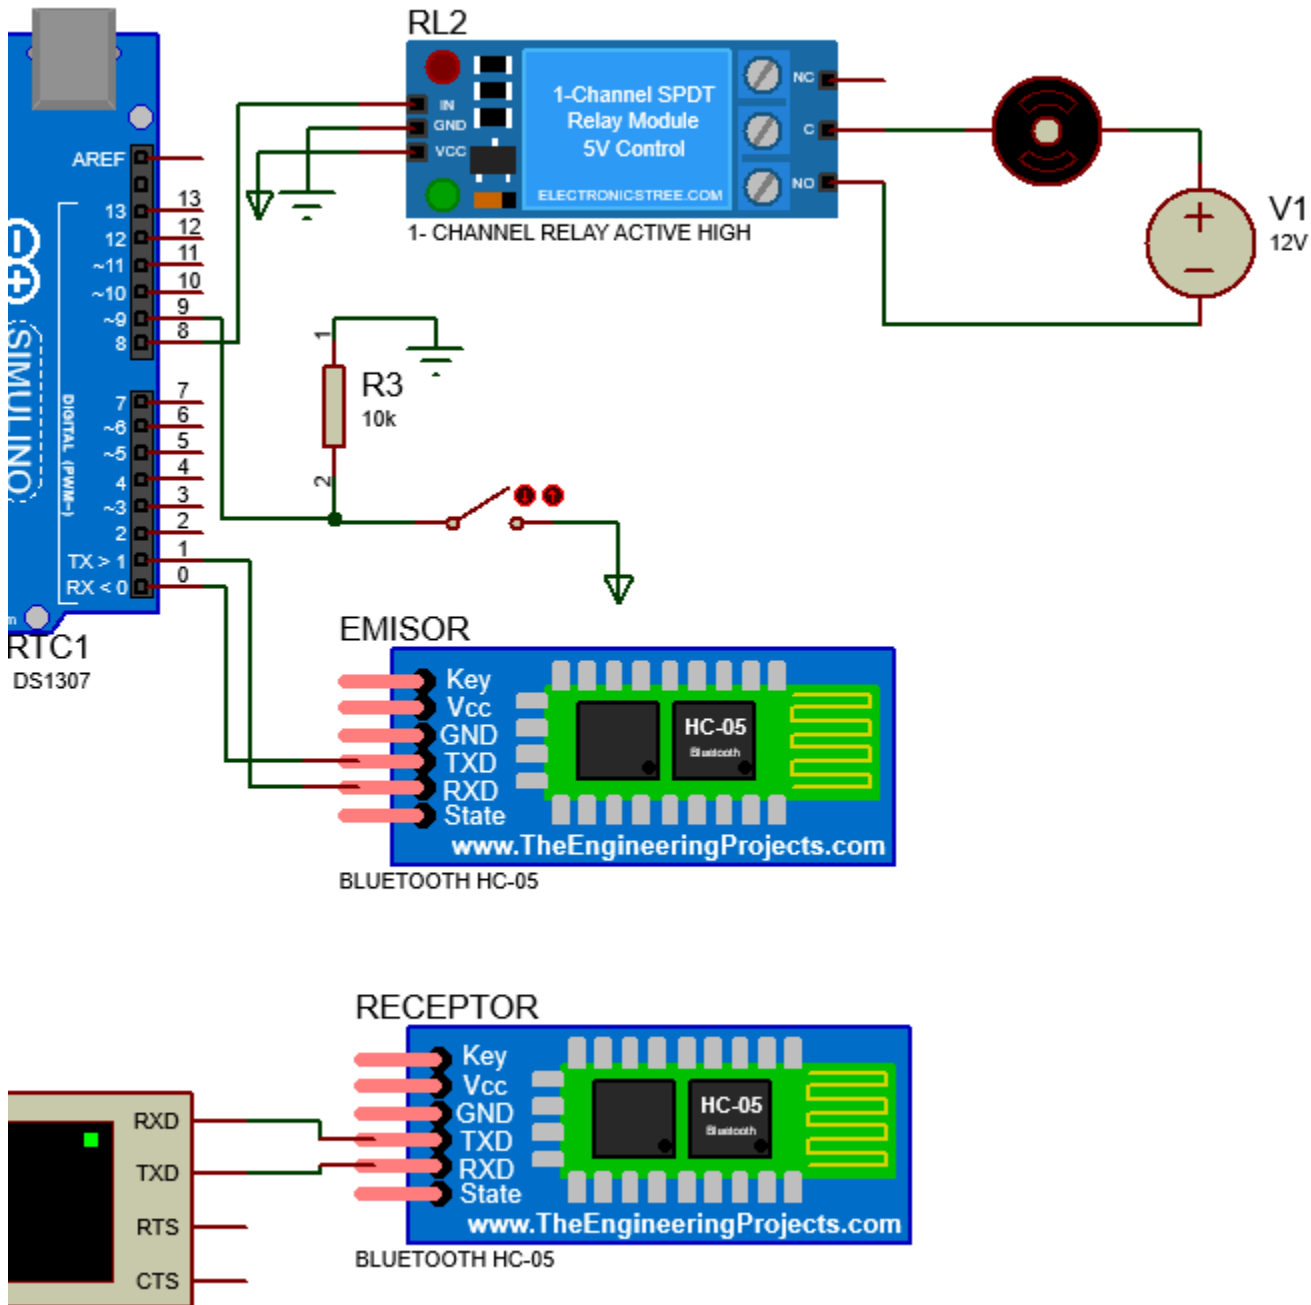 RL2
IN
GND
VCC
1-Channel SPDT
Relay Module
5V Control
ELECTRONICSTREE.COM
NC
C
NO
1- CHANNEL RELAY ACTIVE HIGH
V1
12V
AREF
13 13
12 12
~11 11
~10 10
~9 9
8 8
7 7
~6 6
~5 5
4 4
~3 3
2 2
TX > 1 1
RX < 0 0
DIGITAL (PWM~)
SIMULINO
m
RTC1
DS1307
1
R3
10k
2
EMISOR
Key
Vcc
GND
TXD
RXD
State
HC-05
Bluetooth
www.TheEngineeringProjects.com
BLUETOOTH HC-05
RECEPTOR
Key
Vcc
GND
TXD
RXD
State
HC-05
Bluetooth
www.TheEngineeringProjects.com
BLUETOOTH HC-05
RXD
TXD
RTS
CTS